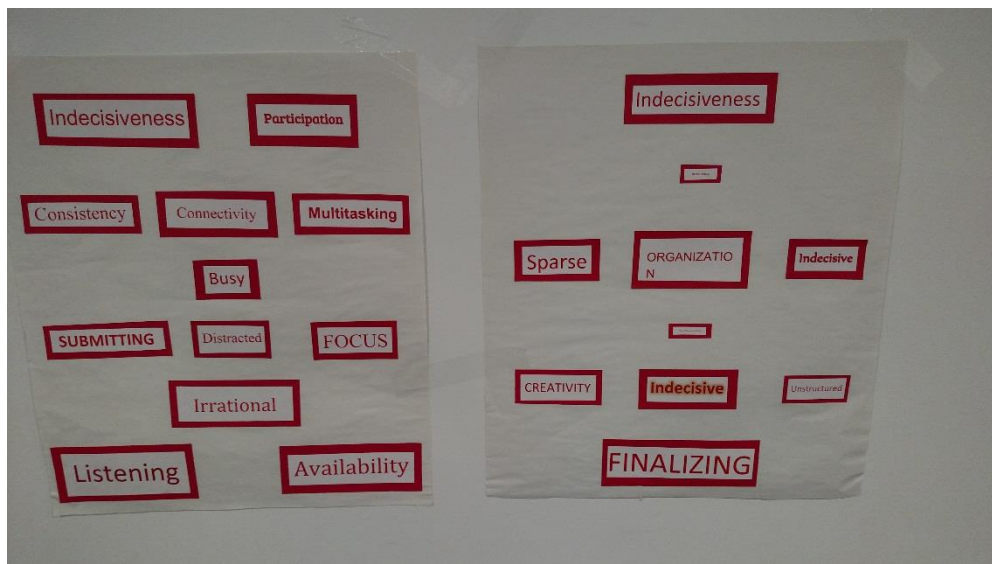 Indecisiveness
Participation
Consistency
Connectivity
Multitasking
Busy
SUBMITTING
Distracted
FOCUS
Irrational
Listening
Availability
Indecisiveness
Sparse
ORGANIZATIO
N
Indecisive
CREATIVITY
Indecisive
Unstructured
FINALIZING